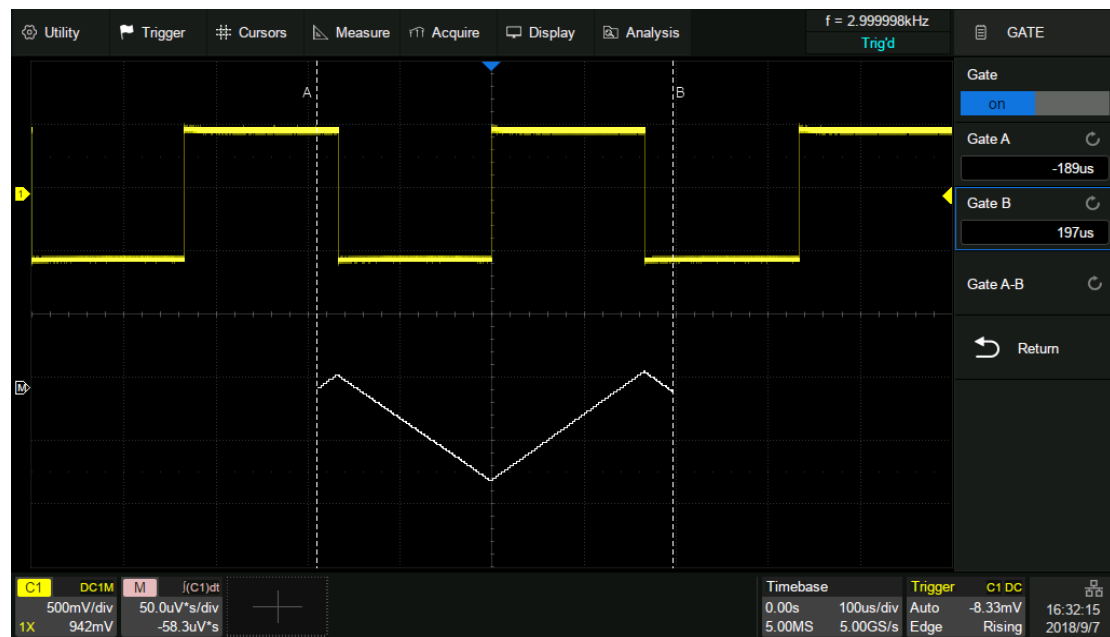 Utility
Trigger
Cursors
Measure
Acquire
Display
Analysis
f = 2.999998kHz
Trig'd
GATE
Gate
on
Gate A
-189us
Gate B
197us
Gate A-B
Return
A
B
1
M
C1 DC1M
500mV/div
1X 942mV
M ∫(C1)dt
50.0uV*s/div
-58.3uV*s
Timebase
0.00s 100us/div
5.00MS 5.00GS/s
Trigger C1 DC
Auto -8.33mV
Edge Rising
16:32:15
2018/9/7